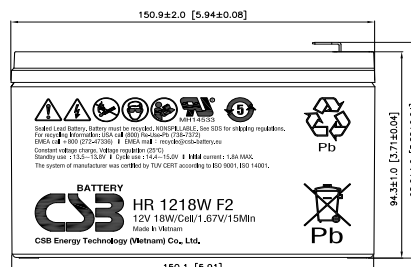 150.9±2.0 [5.94±0.08]
MH14533
5
Sealed Lead Battery, Battery must be recycled. NONSPILLABLE, See SDS for shipping regulations.
For recycling information: USA call (800) Re-Use-Pb (738-7372)
EMEA call +800 (272-47336) I EMEA mail : recycle@csb-battery.eu
Constant voltage charge, Voltage regulation (25°C)
Standby use : 13.5~13.8V I Cycle use : 14.4~15.0V I Initial current : 1.8A MAX.
The system of manufacturer was certified by TUV CERT according to ISO 9001, ISO 14001.
Pb
BATTERY
CSB
HR 1218W F2
12V 18W/Cell/1.67V/15Min
Made in Vietnam
CSB Energy Technology (Vietnam) Co., Ltd.
Pb
94.3±1.0 [3.71±0.04]
150.1 [5.91]